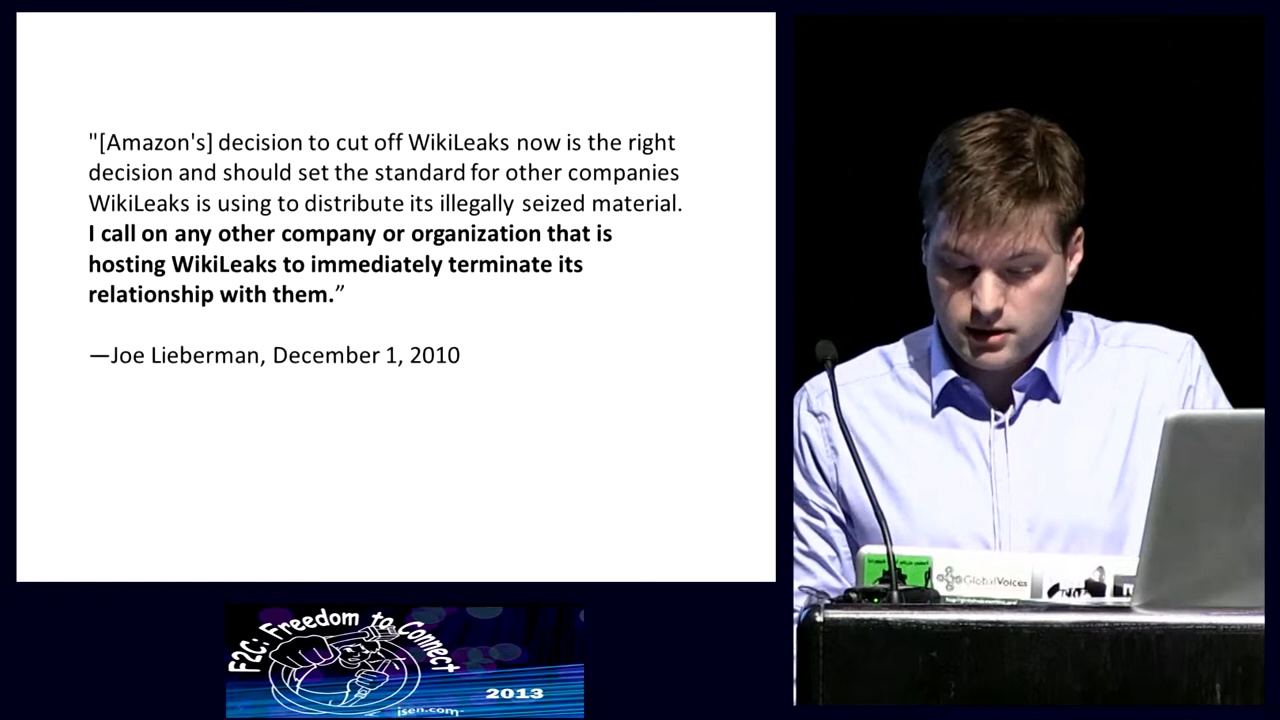 "[Amazon's] decision to cut off WikiLeaks now is the right
decision and should set the standard for other companies
WikiLeaks is using to distribute its illegally seized material.
I call on any other company or organization that is
hosting WikiLeaks to immediately terminate its
relationship with them.”
—Joe Lieberman, December 1, 2010
GlobalVoices
F2C: Freedom to Connect
2013
isen.com